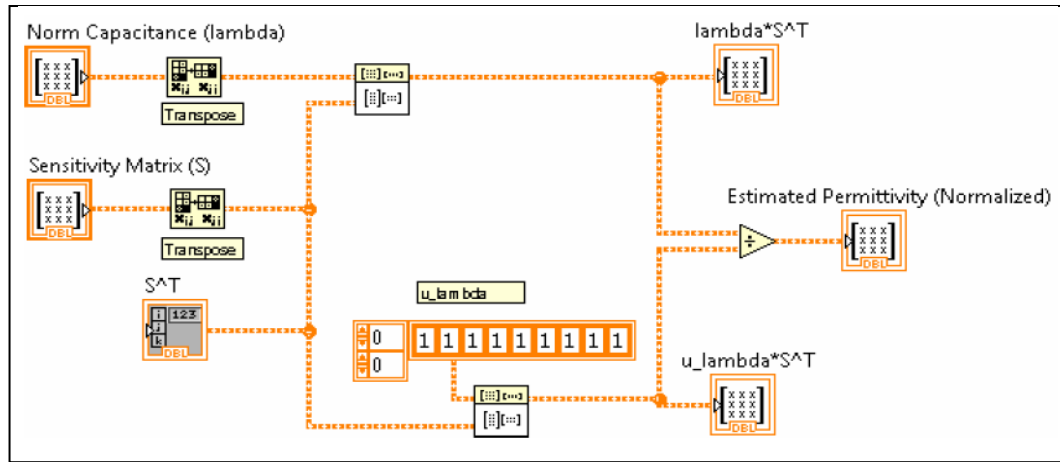 Norm Capacitance (lambda)
lambda*S^T
DBL
Transpose
DBL
Sensitivity Matrix (S)
Estimated Permittivity (Normalized)
DBL
Transpose
DBL
S^T
u_lambda
i 123
j
k
DBL
0 1 1 1 1 1 1 1 1 1
0
u_lambda*S^T
DBL